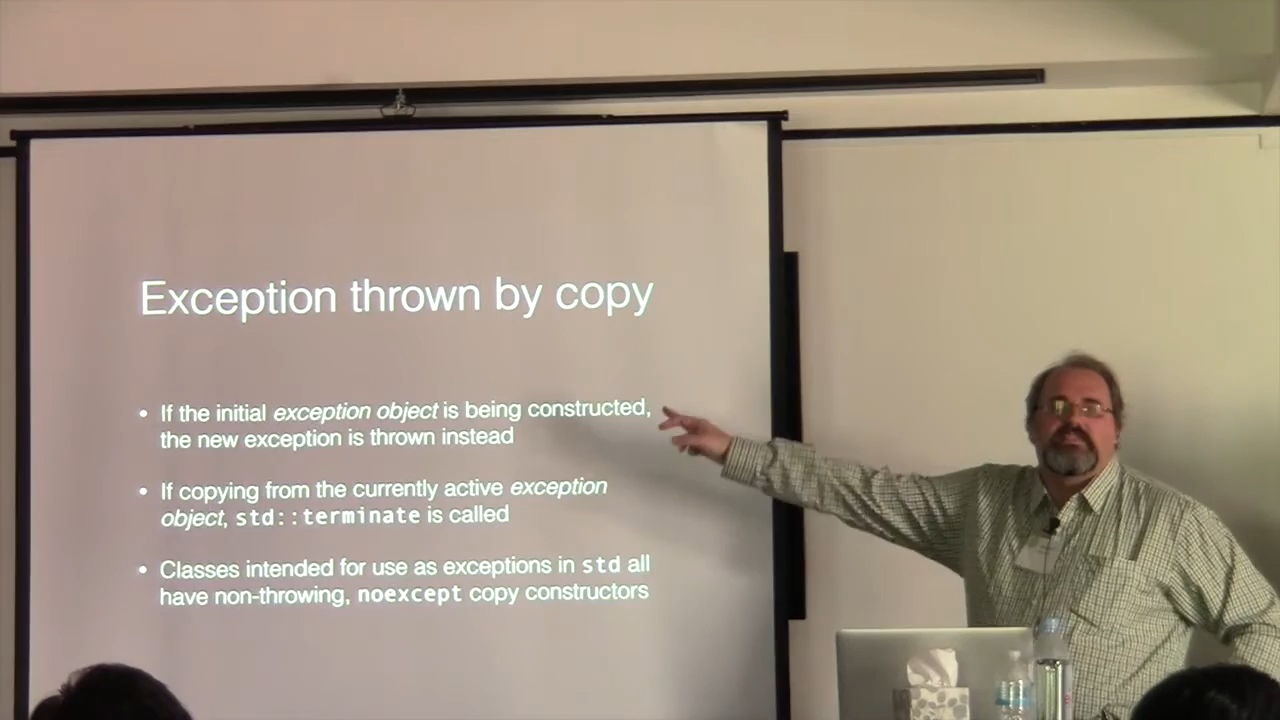 Exception thrown by copy
• If the initial exception object is being constructed,
the new exception is thrown instead
• If copying from the currently active exception
object, std::terminate is called
• Classes intended for use as exceptions in std all
have non-throwing, noexcept copy constructors